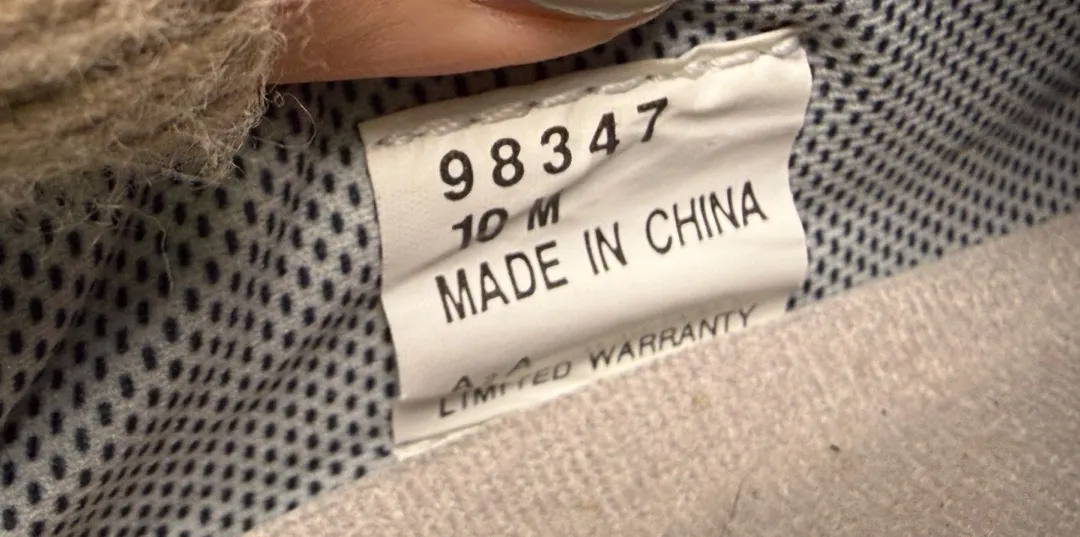 98347
10 M
MADE IN CHINA
LIMITED WARRANTY